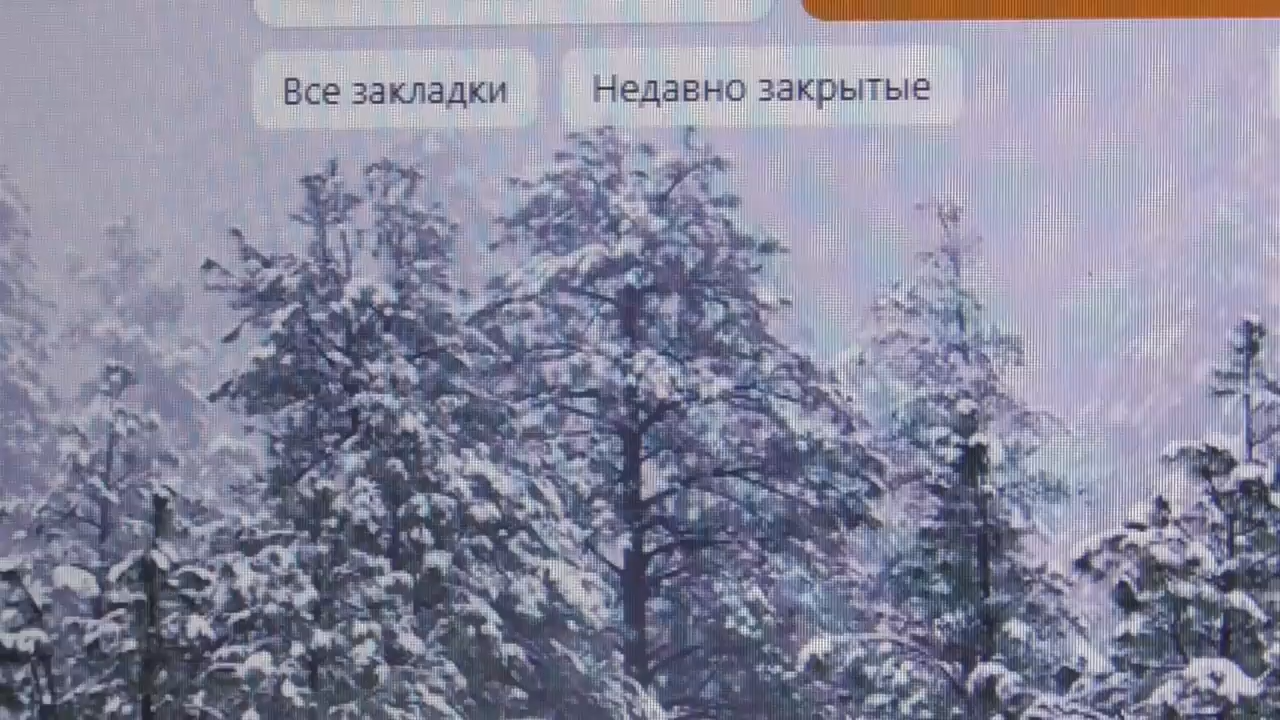 Все закладки
Недавно закрытые